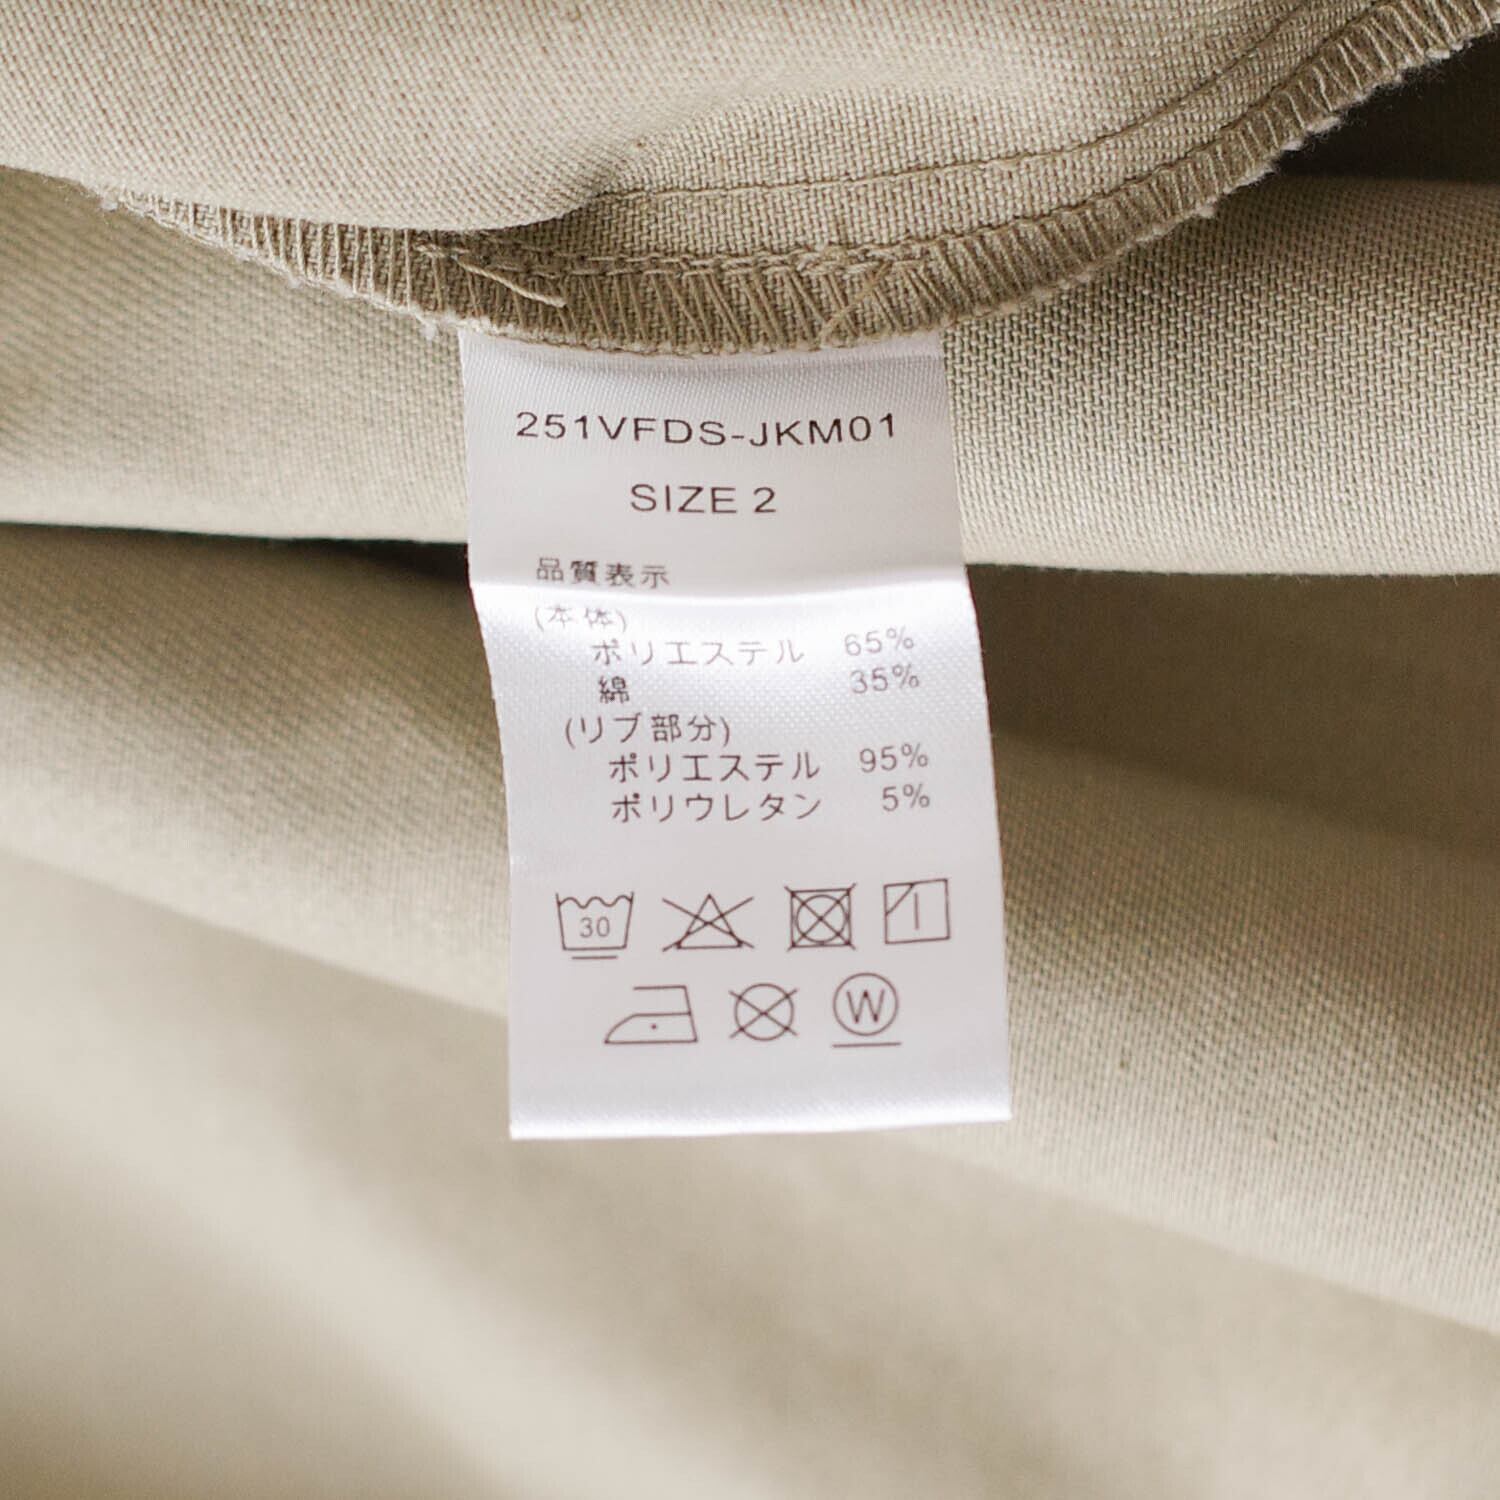 251VFDS-JKM01
SIZE 2
品質表示
(本体)
ポリエステル 65%
綿 35%
(リブ部分)
ポリエステル 95%
ポリウレタン 5%
30
W